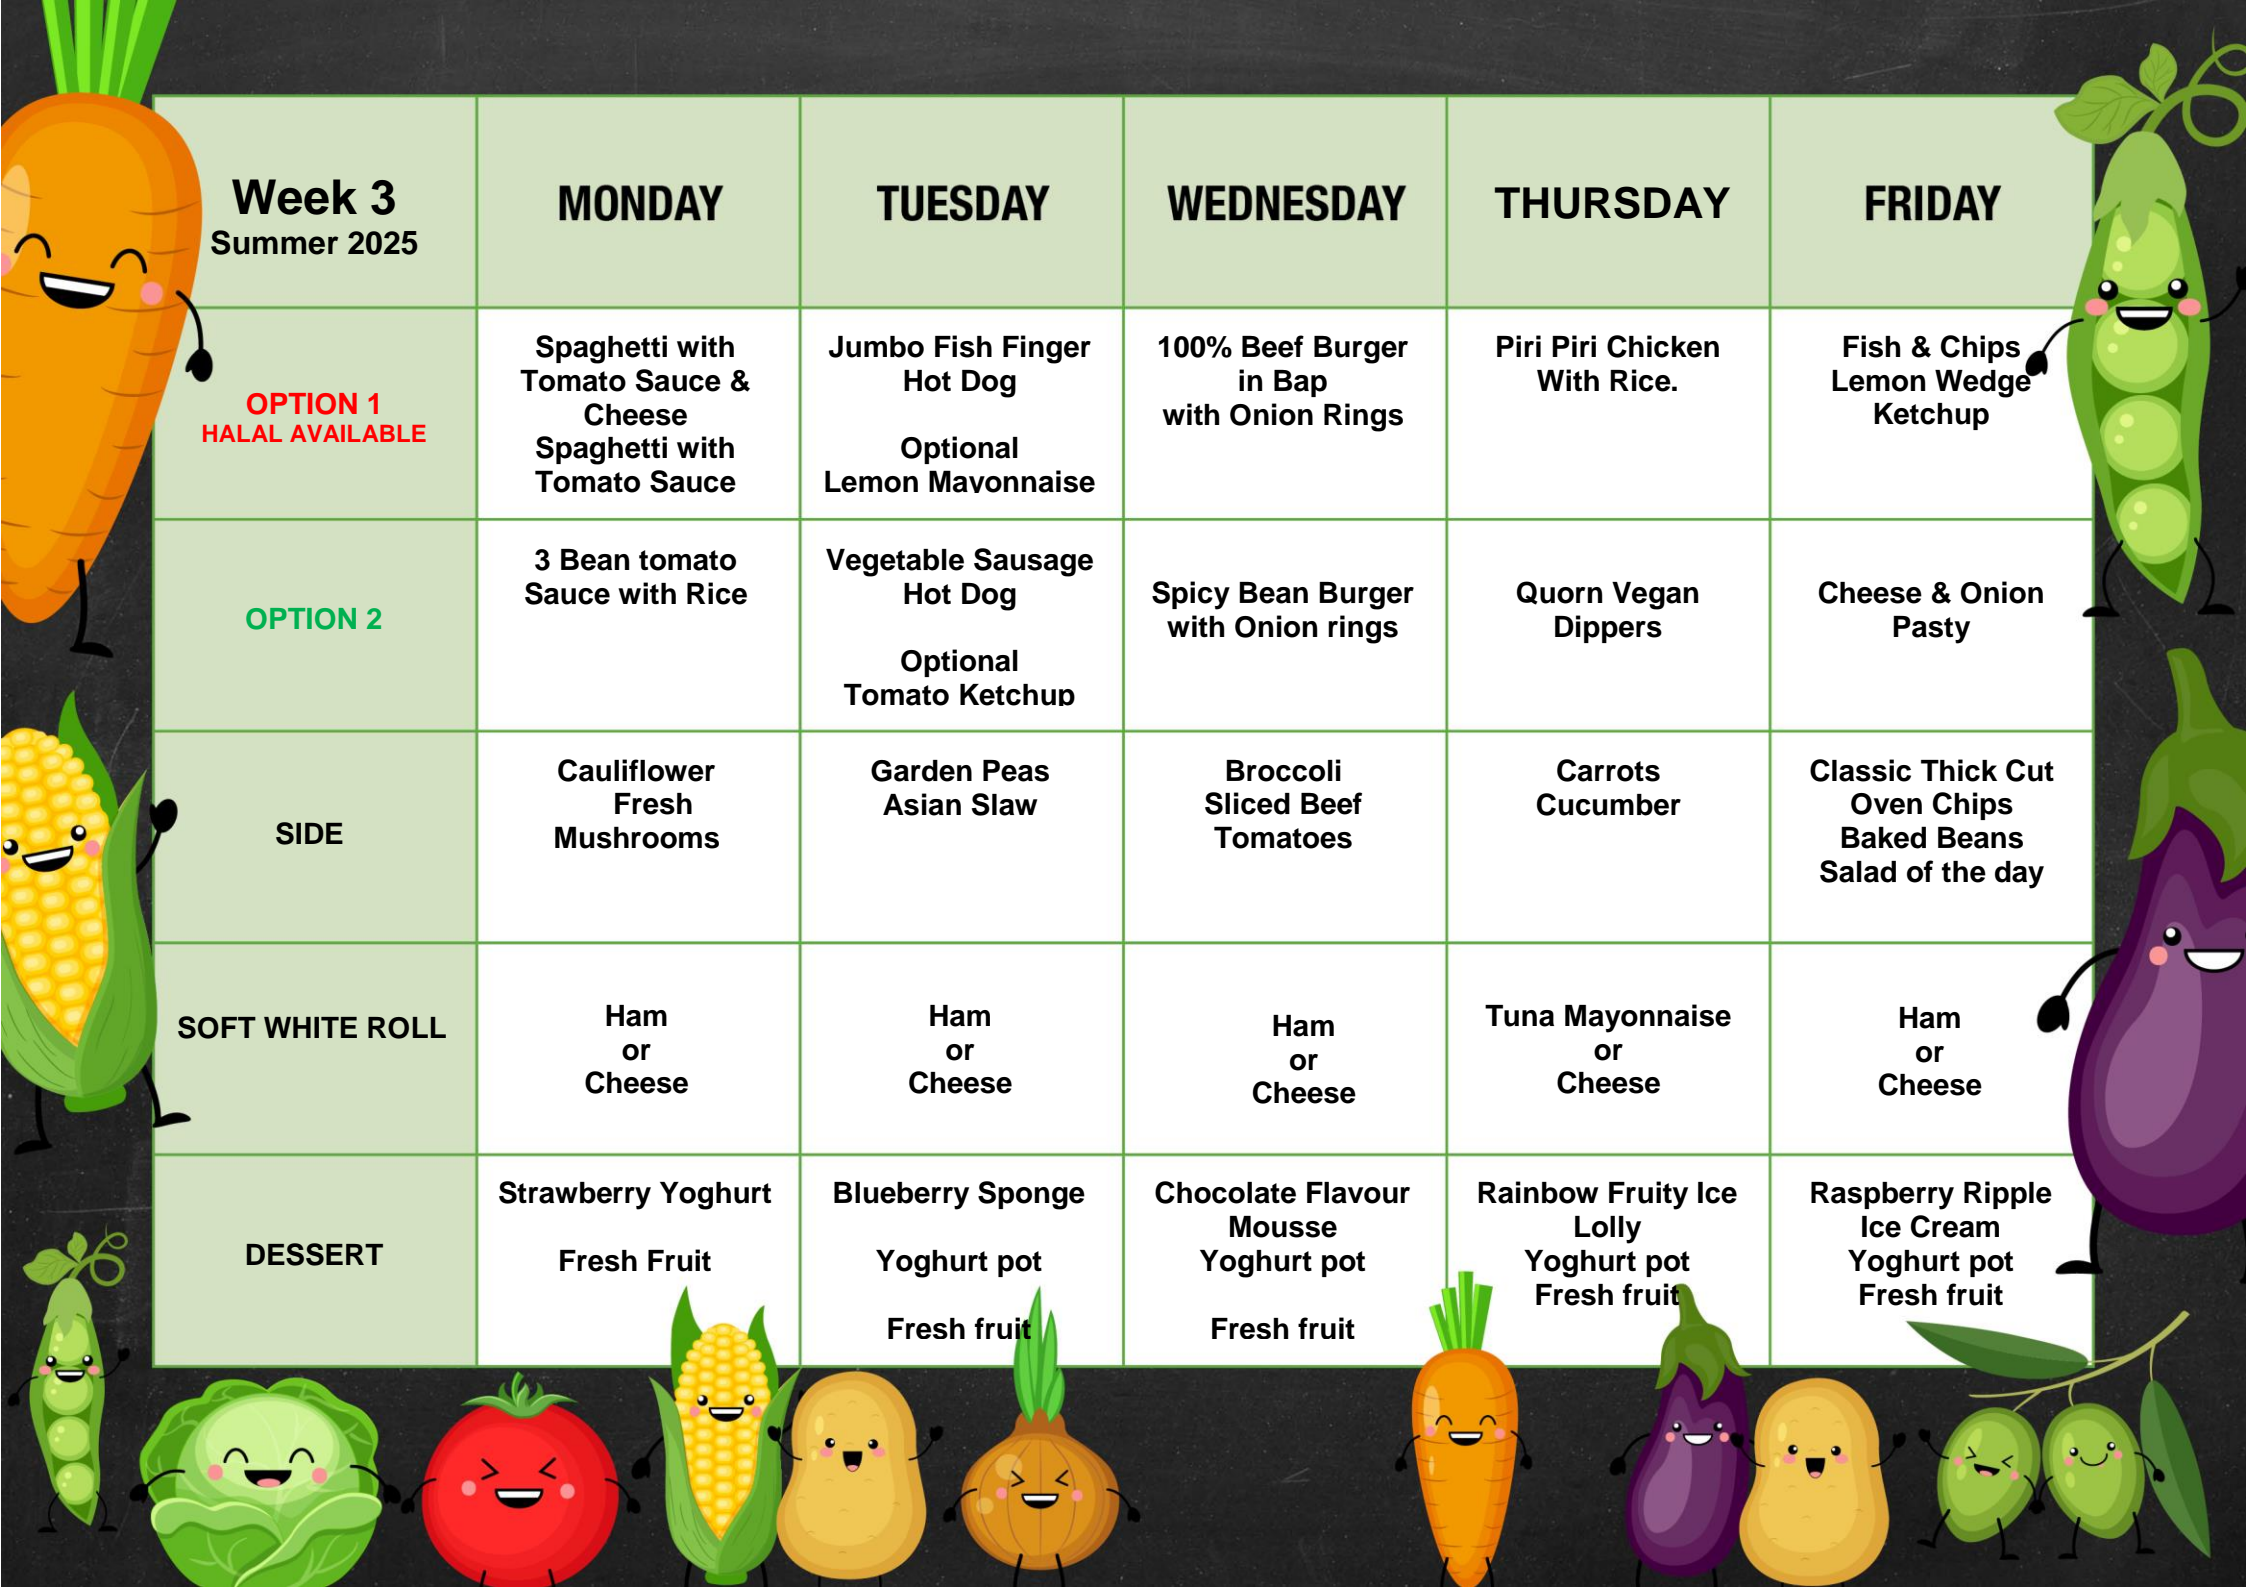 Week 3
Summer 2025
MONDAY
TUESDAY
WEDNESDAY
THURSDAY
FRIDAY
OPTION 1
HALAL AVAILABLE
Spaghetti with
Tomato Sauce &
Cheese
Spaghetti with
Tomato Sauce
Jumbo Fish Finger
Hot Dog
Optional
Lemon Mayonnaise
100% Beef Burger
in Bap
with Onion Rings
Piri Piri Chicken
With Rice.
Fish & Chips
Lemon Wedge
Ketchup
OPTION 2
3 Bean tomato
Sauce with Rice
Vegetable Sausage
Hot Dog
Optional
Tomato Ketchup
Spicy Bean Burger
with Onion rings
Quorn Vegan
Dippers
Cheese & Onion
Pasty
SIDE
Cauliflower
Fresh
Mushrooms
Garden Peas
Asian Slaw
Broccoli
Sliced Beef
Tomatoes
Carrots
Cucumber
Classic Thick Cut
Oven Chips
Baked Beans
Salad of the day
SOFT WHITE ROLL
Ham
or
Cheese
Ham
or
Cheese
Ham
or
Cheese
Tuna Mayonnaise
or
Cheese
Ham
or
Cheese
DESSERT
Strawberry Yoghurt
Fresh Fruit
Blueberry Sponge
Yoghurt pot
Fresh fruit
Chocolate Flavour
Mousse
Yoghurt pot
Fresh fruit
Rainbow Fruity Ice
Lolly
Yoghurt pot
Fresh fruit
Raspberry Ripple
Ice Cream
Yoghurt pot
Fresh fruit